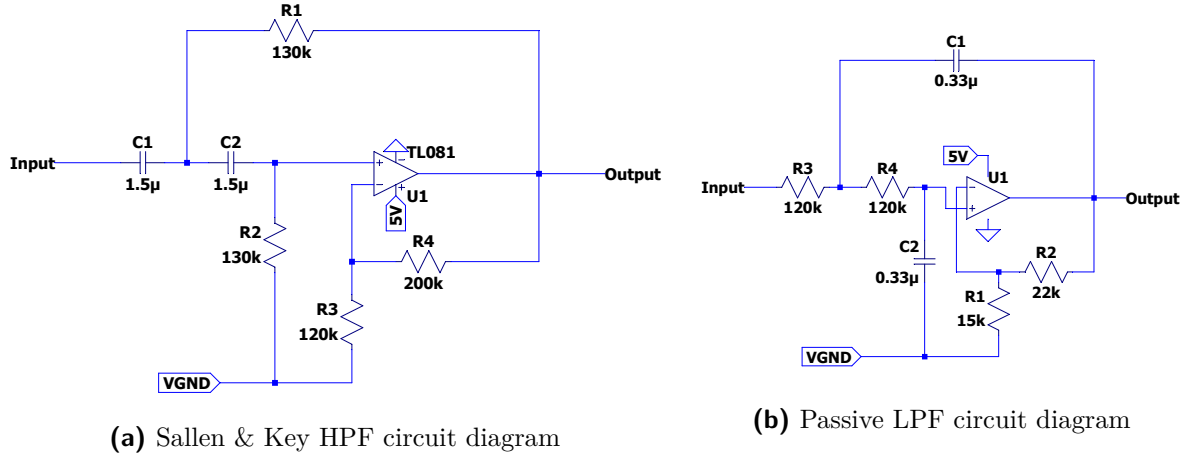 R1
130k
C1
C2
TL081
Input
+
−
Output
1.5µ
1.5µ
−
+
U1
5V
R2
R4
130k
200k
R3
120k
VGND
(a) Sallen & Key HPF circuit diagram
C1
0.33µ
5V
R3
R4
U1
Input
−
Output
120k
120k
+
C2
R2
0.33µ
R1
22k
15k
VGND
(b) Passive LPF circuit diagram